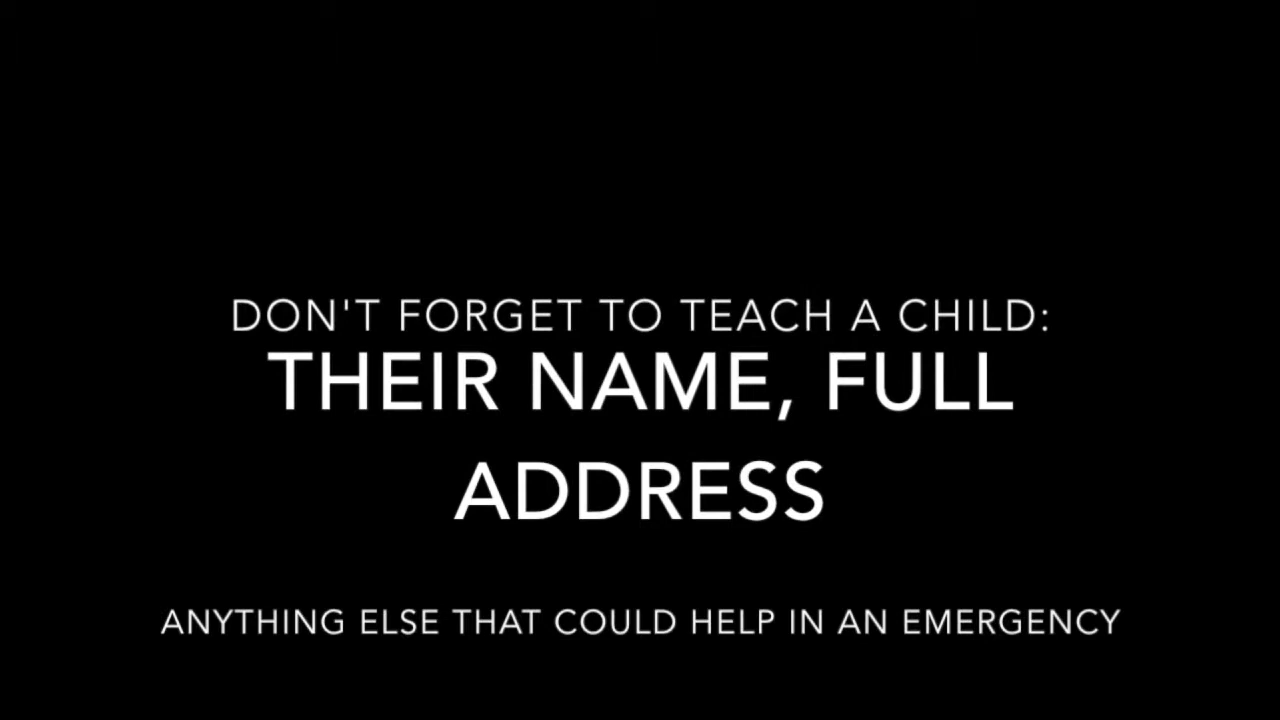 DON'T FORGET TO TEACH A CHILD:
THEIR NAME, FULL
ADDRESS
ANYTHING ELSE THAT COULD HELP IN AN EMERGENCY